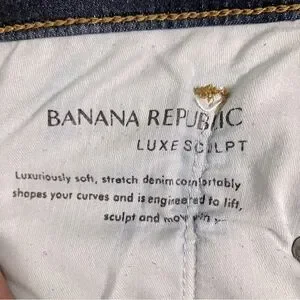 BANANA REPUBLIC
LUXE SCULPT
Luxuriously soft, stretch denim comfortably
shapes your curves and is engineered to lift,
sculpt and move